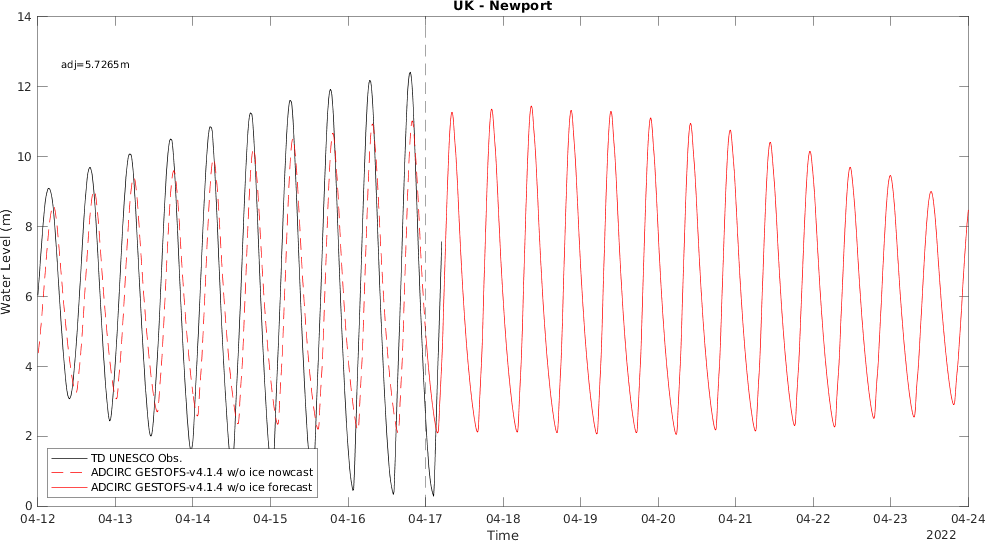 UK - Newport
14
12
10
8
6
4
2
0
Water Level (m)
adj=5.7265m
TD UNESCO Obs.
ADCIRC GESTOFS-v4.1.4 w/o ice nowcast
ADCIRC GESTOFS-v4.1.4 w/o ice forecast
04-12 04-13 04-14 04-15 04-16 04-17 04-18 04-19 04-20 04-21 04-22 04-23 04-24
Time
2022